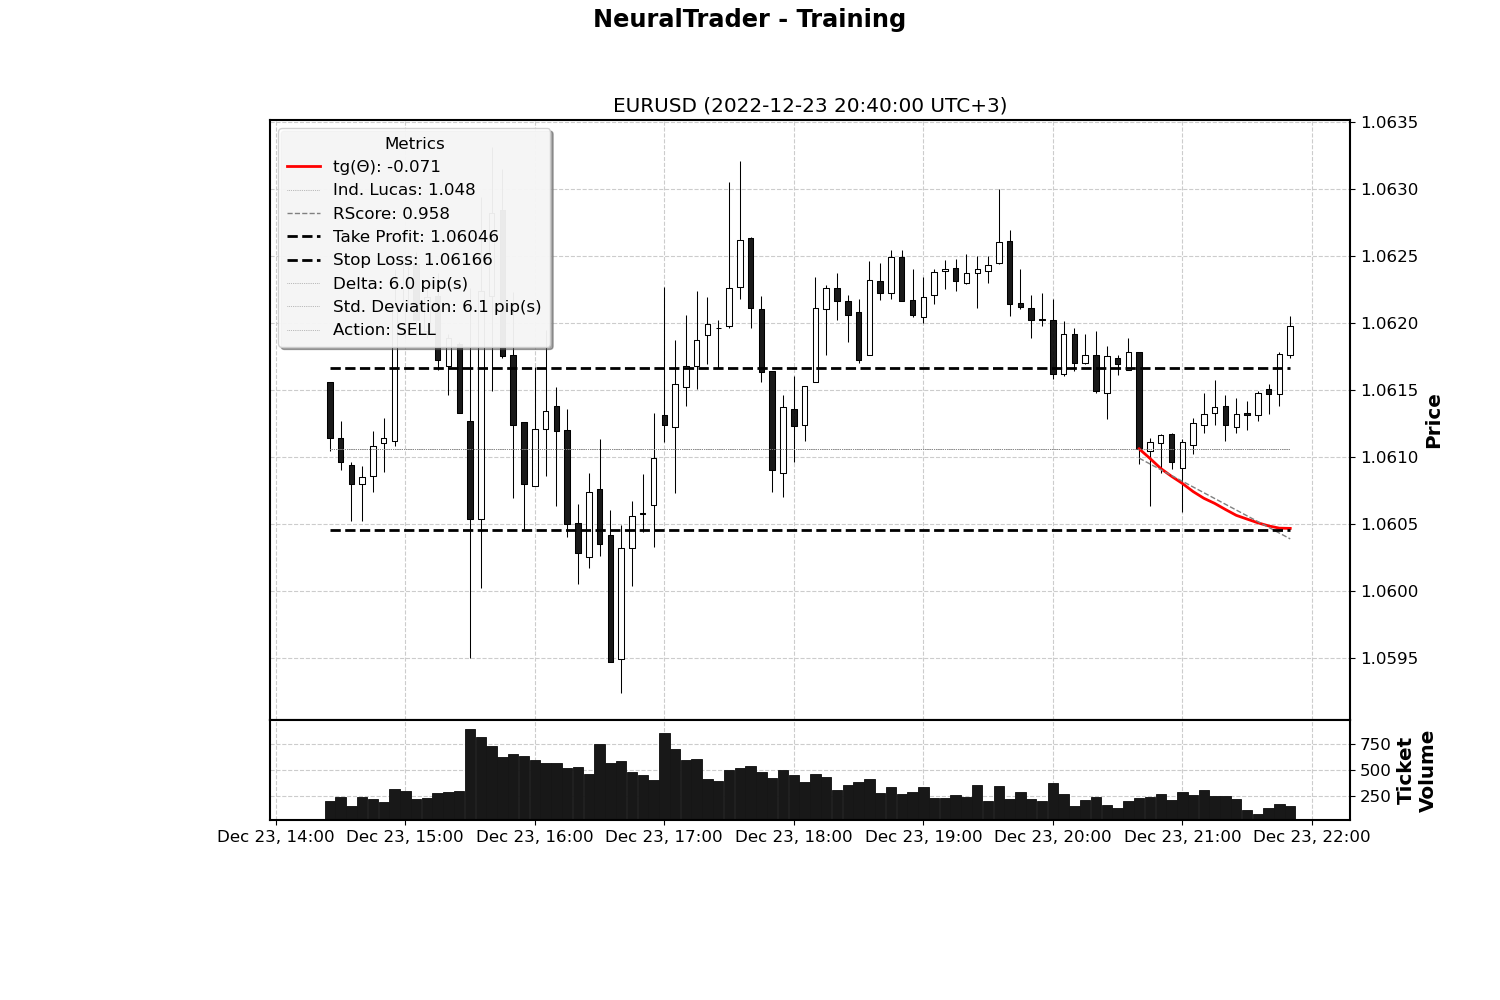 NeuralTrader - Training
EURUSD (2022-12-23 20:40:00 UTC+3)
Metrics
tg(Θ): -0.071
Ind. Lucas: 1.048
RScore: 0.958
Take Profit: 1.06046
Stop Loss: 1.06166
Delta: 6.0 pip(s)
Std. Deviation: 6.1 pip(s)
Action: SELL
1.0635
1.0630
1.0625
1.0620
1.0615
1.0610
1.0605
1.0600
1.0595
Price
750
500
250
Ticket
Volume
Dec 23, 14:00 Dec 23, 15:00 Dec 23, 16:00 Dec 23, 17:00 Dec 23, 18:00 Dec 23, 19:00 Dec 23, 20:00 Dec 23, 21:00 Dec 23, 22:00